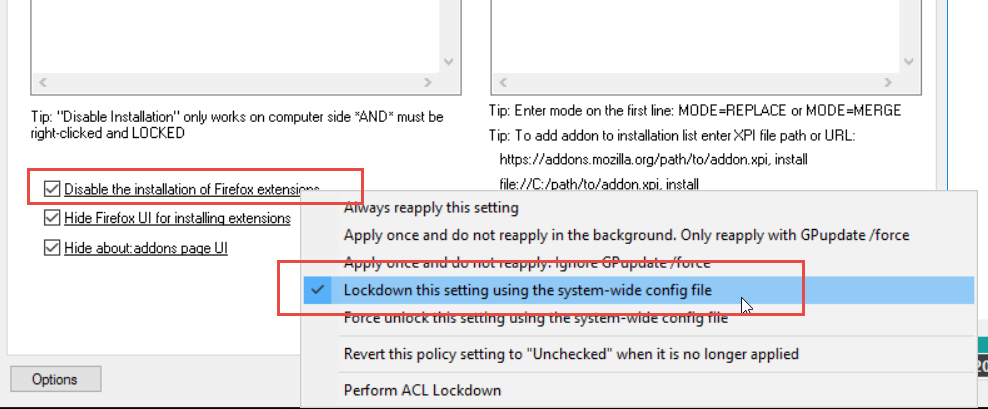 Tip: "Disable Installation" only works on computer side *AND* must be
right-clicked and LOCKED
Tip: Enter mode on the first line: MODE=REPLACE or MODE=MERGE
Tip: To add addon to installation list enter XPI file path or URL:
https://addons.mozilla.org/path/to/addon.xpi, install
file://C:/path/to/addon.xpi, install
Disable the installation of Firefox extensions
Hide Firefox UI for installing extensions
Hide about:addons page UI
Always reapply this setting
Apply once and do not reapply in the background. Only reapply with GPupdate /force
Apply once and do not reapply. Ignore GPupdate /force
Lockdown this setting using the system-wide config file
Force unlock this setting using the system-wide config file
Revert this policy setting to "Unchecked" when it is no longer applied
Perform ACL Lockdown
Options